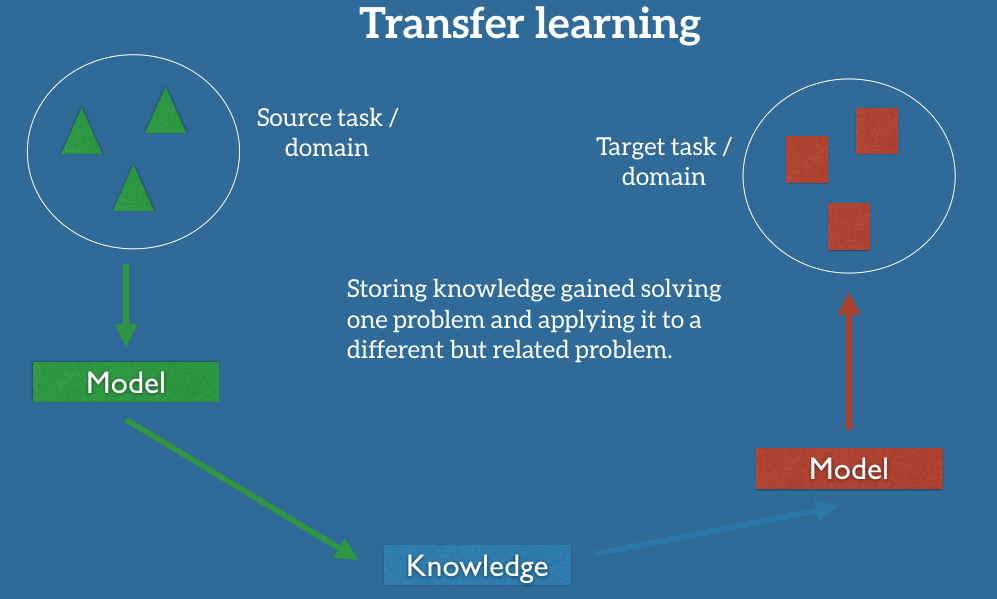 Transfer learning
Source task /
domain
Target task /
domain
Storing knowledge gained solving
one problem and applying it to a
different but related problem.
Model
Model
Knowledge